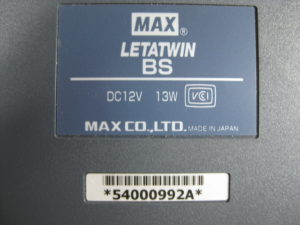 MAX®
LETATWIN
BS
DC12V 13W VCI
MAX CO.,LTD. MADE IN JAPAN
*54000992A*